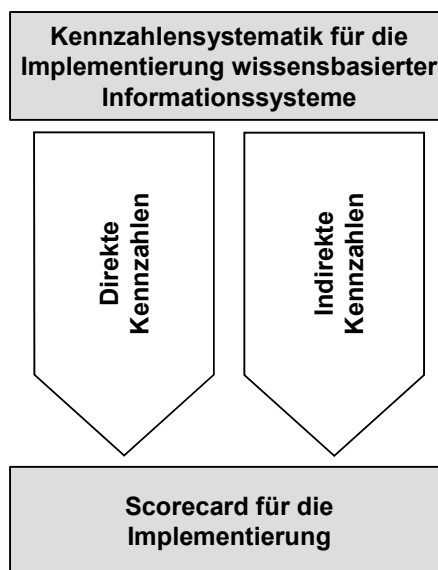 Kennzahlensystematik für die
Implementierung wissensbasierter
Informationssysteme
Direkte
Kennzahlen
Indirekte
Kennzahlen
Scorecard für die
Implementierung